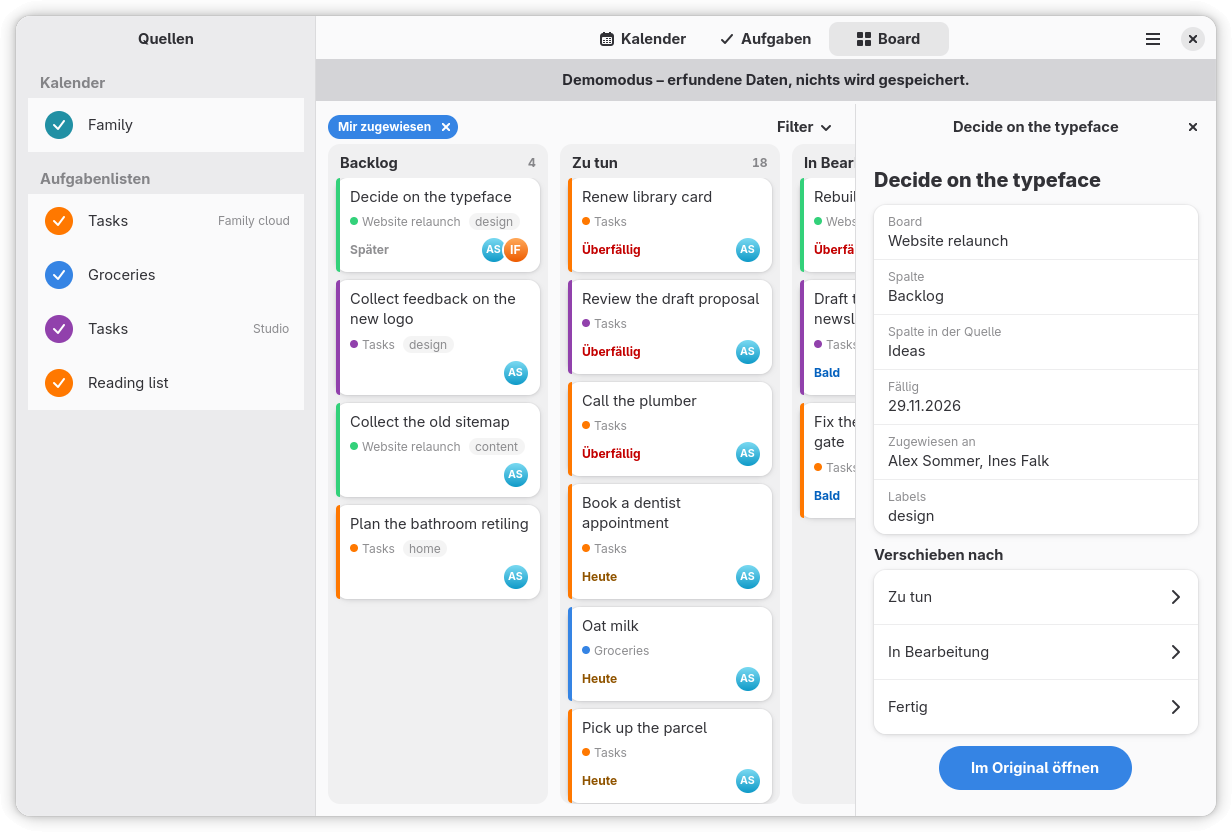 Quellen
Kalender
Family
Aufgabenlisten
Tasks Family cloud
Groceries
Tasks Studio
Reading list
Kalender Aufgaben Board
Demomodus – erfundene Daten, nichts wird gespeichert.
Mir zugewiesen
Filter
Backlog 4
Decide on the typeface
Website relaunch design
Später AS IF
Collect feedback on the
new logo
Tasks design
AS
Collect the old sitemap
Website relaunch content
AS
Plan the bathroom retiling
Tasks home
AS
Zu tun 18
Renew library card
Tasks
Überfällig AS
Review the draft proposal
Tasks
Überfällig AS
Call the plumber
Tasks
Überfällig AS
Book a dentist
appointment
Tasks
Heute AS
Oat milk
Groceries
Heute AS
Pick up the parcel
Tasks
Heute AS
In Bear
Rebuil
Webs
Überfä
Draft t
newsl
Tasks
Bald
Fix the
gate
Tasks
Bald
Decide on the typeface
Decide on the typeface
Board
Website relaunch
Spalte
Backlog
Spalte in der Quelle
Ideas
Fällig
29.11.2026
Zugewiesen an
Alex Sommer, Ines Falk
Labels
design
Verschieben nach
Zu tun
In Bearbeitung
Fertig
Im Original öffnen